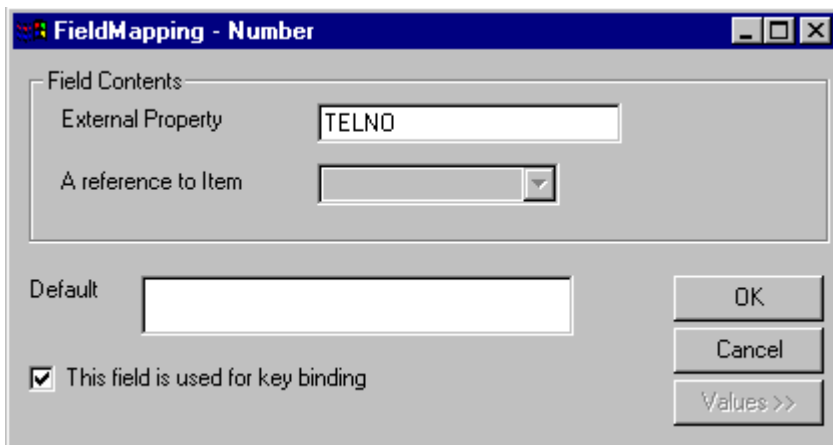 FieldMapping - Number
Field Contents
External Property TELNO
A reference to Item
Default
OK
Cancel
This field is used for key binding
Values >>